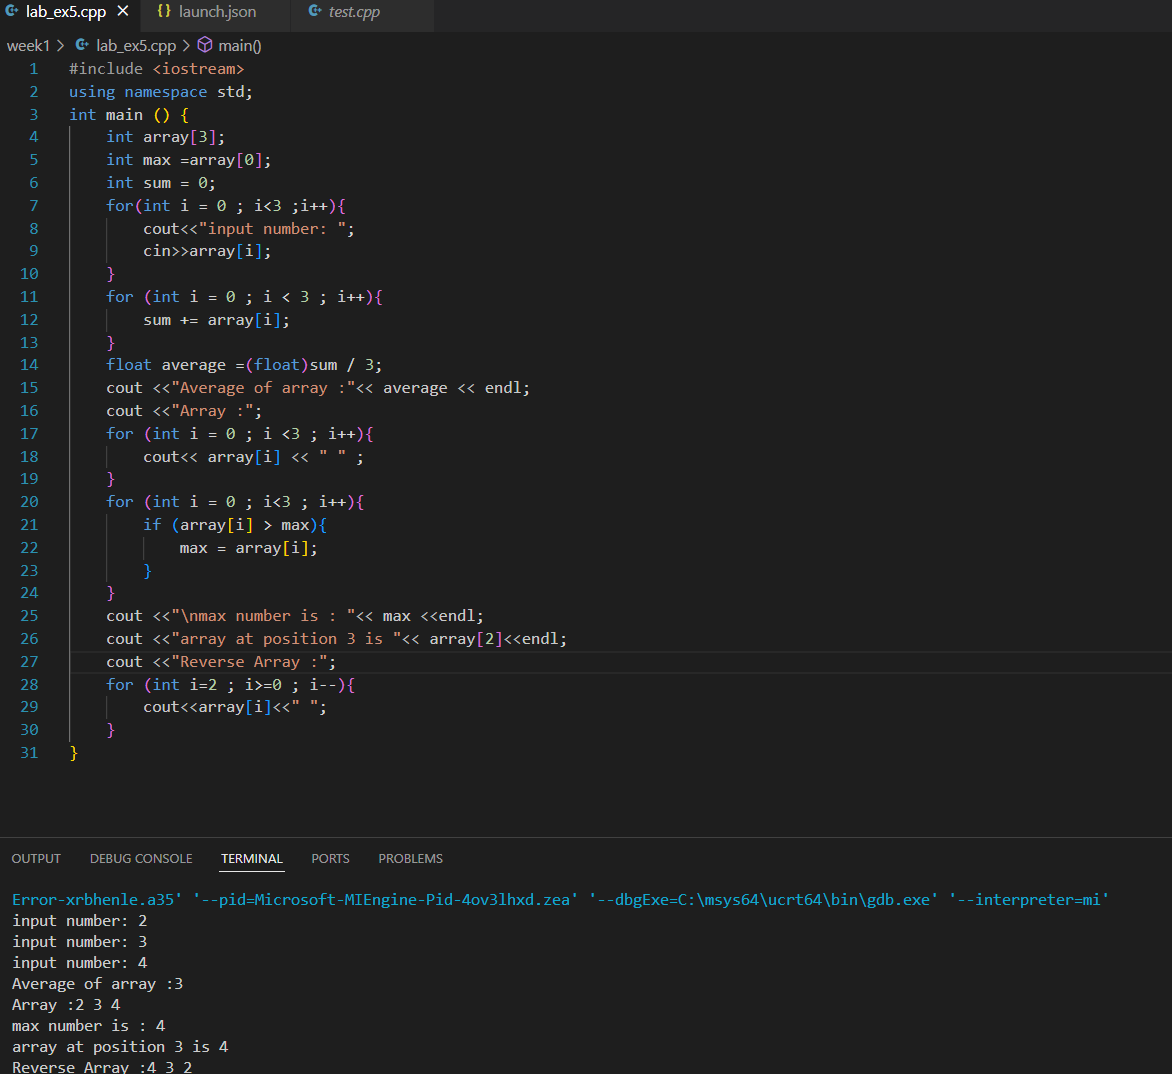 lab_ex5.cpp launch.json test.cpp
week1 > lab_ex5.cpp > main()
1 #include <iostream>
2 using namespace std;
3 int main () {
4     int array[3];
5     int max =array[0];
6     int sum = 0;
7     for(int i = 0 ; i<3 ;i++){
8         cout<<"input number: ";
9         cin>>array[i];
10     }
11     for (int i = 0 ; i < 3 ; i++){
12         sum += array[i];
13     }
14     float average =(float)sum / 3;
15     cout <<"Average of array :"<< average << endl;
16     cout <<"Array :";
17     for (int i = 0 ; i <3 ; i++){
18         cout<< array[i] << " " ;
19     }
20     for (int i = 0 ; i<3 ; i++){
21         if (array[i] > max){
22             max = array[i];
23         }
24     }
25     cout <<"\nmax number is : "<< max <<endl;
26     cout <<"array at position 3 is "<< array[2]<<endl;
27     cout <<"Reverse Array :";
28     for (int i=2 ; i>=0 ; i--){
29         cout<<array[i]<<" ";
30     }
31 }
OUTPUT DEBUG CONSOLE TERMINAL PORTS PROBLEMS
Error-xrbhenle.a35' '--pid=Microsoft-MIEngine-Pid-4ov3lhxd.zea' '--dbgExe=C:\msys64\ucrt64\bin\gdb.exe' '--interpreter=mi'
input number: 2
input number: 3
input number: 4
Average of array :3
Array :2 3 4
max number is : 4
array at position 3 is 4
Reverse Array :4 3 2